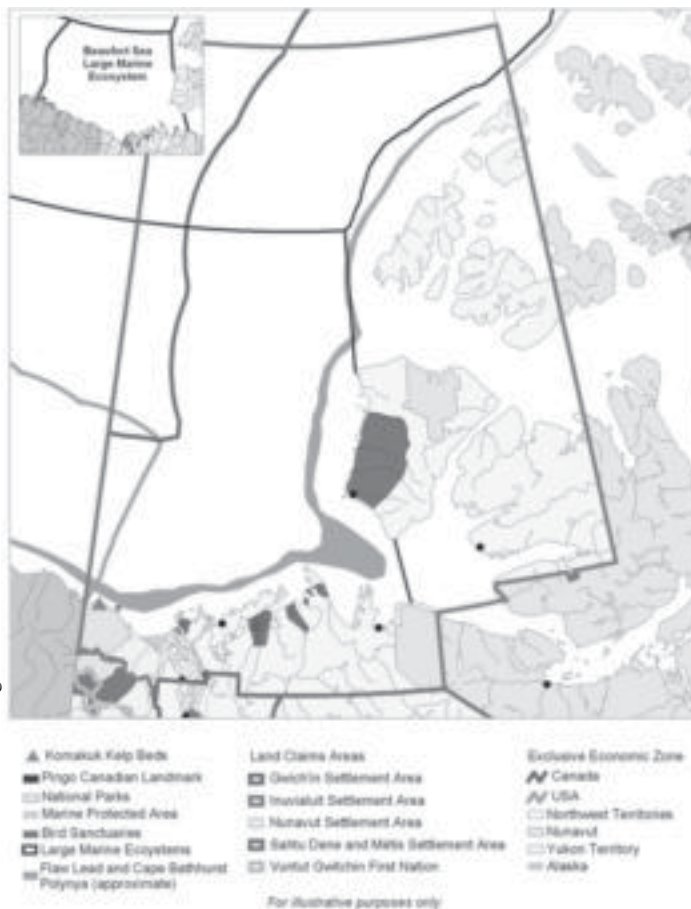 Beaufort Sea
Large Marine
Ecosystem
Komakuk Kelp Beds
Pingo Canadian Landmark
National Parks
Marine Protected Area
Bird Sanctuaries
Large Marine Ecosystems
Flaw Lead and Cape Bathhurst
Polynya (approximate)
Land Claims Areas
Gwich'in Settlement Area
Inuvialuit Settlement Area
Nunavut Settlement Area
Sahtu Dene and Métis Settlement Area
Vuntut Gwitchin First Nation
Exclusive Economic Zone
Canada
USA
Northwest Territories
Nunavut
Yukon Territory
Alaska
For illustrative purposes only